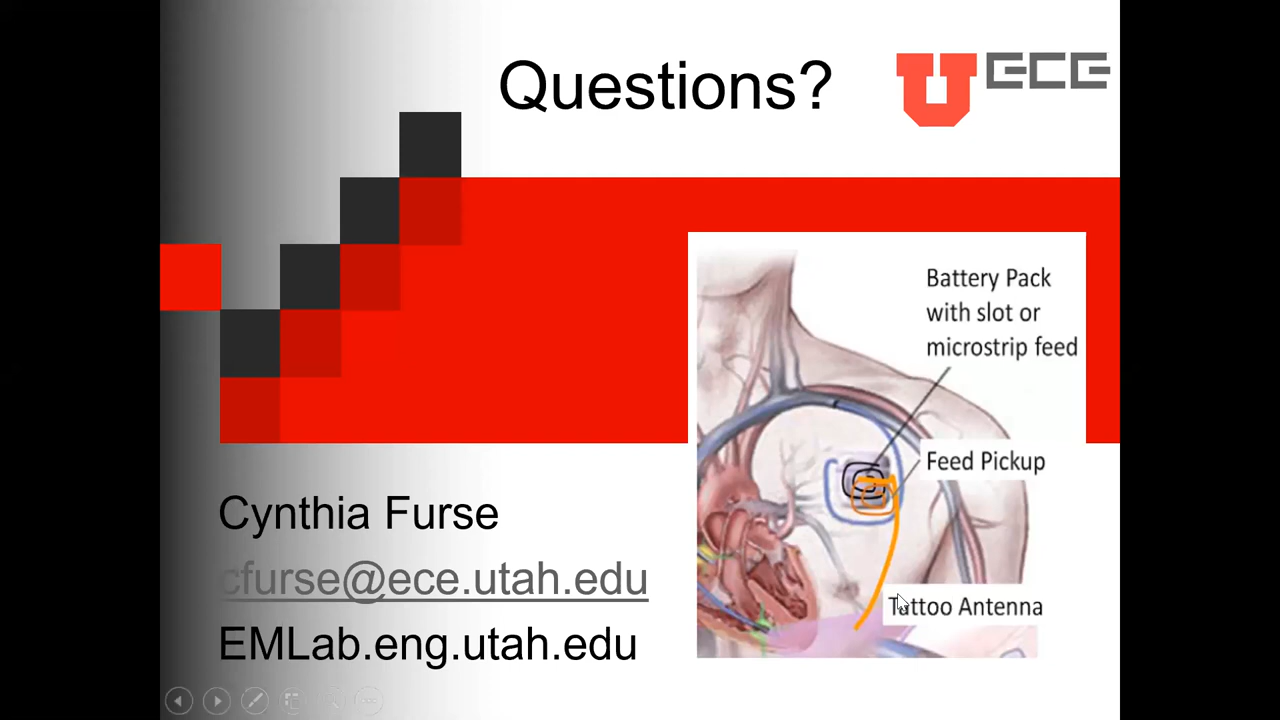 Questions?
U ECE
Battery Pack
with slot or
microstrip feed
Feed Pickup
Tattoo Antenna
Cynthia Furse
cfurse@ece.utah.edu
EMLab.eng.utah.edu